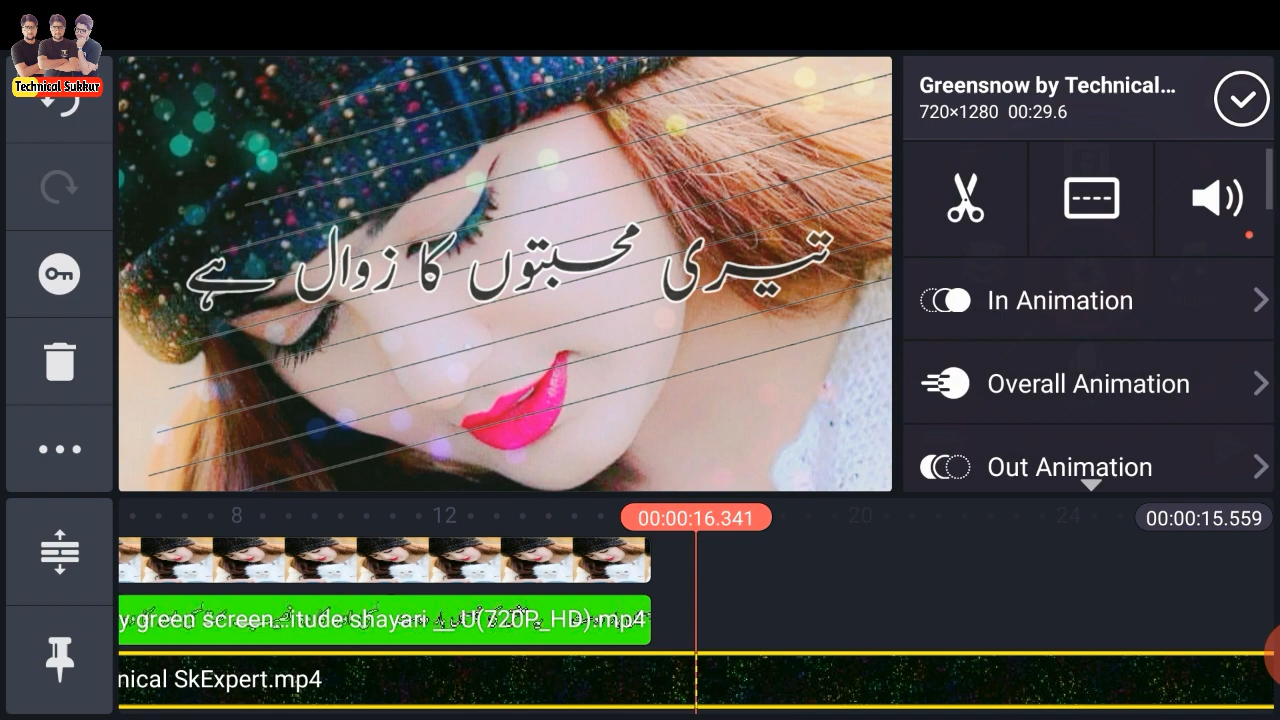 Technical Sukkur
Greensnow by Technical...
720×1280 00:29.6
تیری محبتوں کا زوال ہے
In Animation
Overall Animation
Out Animation
8
12
00:00:16.341
20
24
00:00:15.559
y green screen...itude shayari __U(720P_HD).mp4
nical SkExpert.mp4